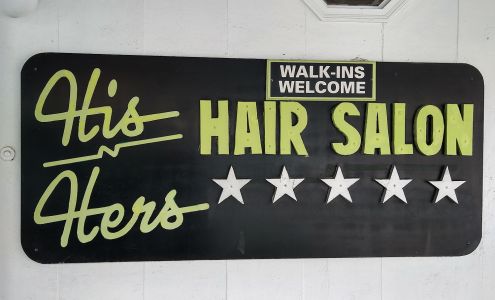 WALK-INS
WELCOME
His
N
Hers
HAIR SALON